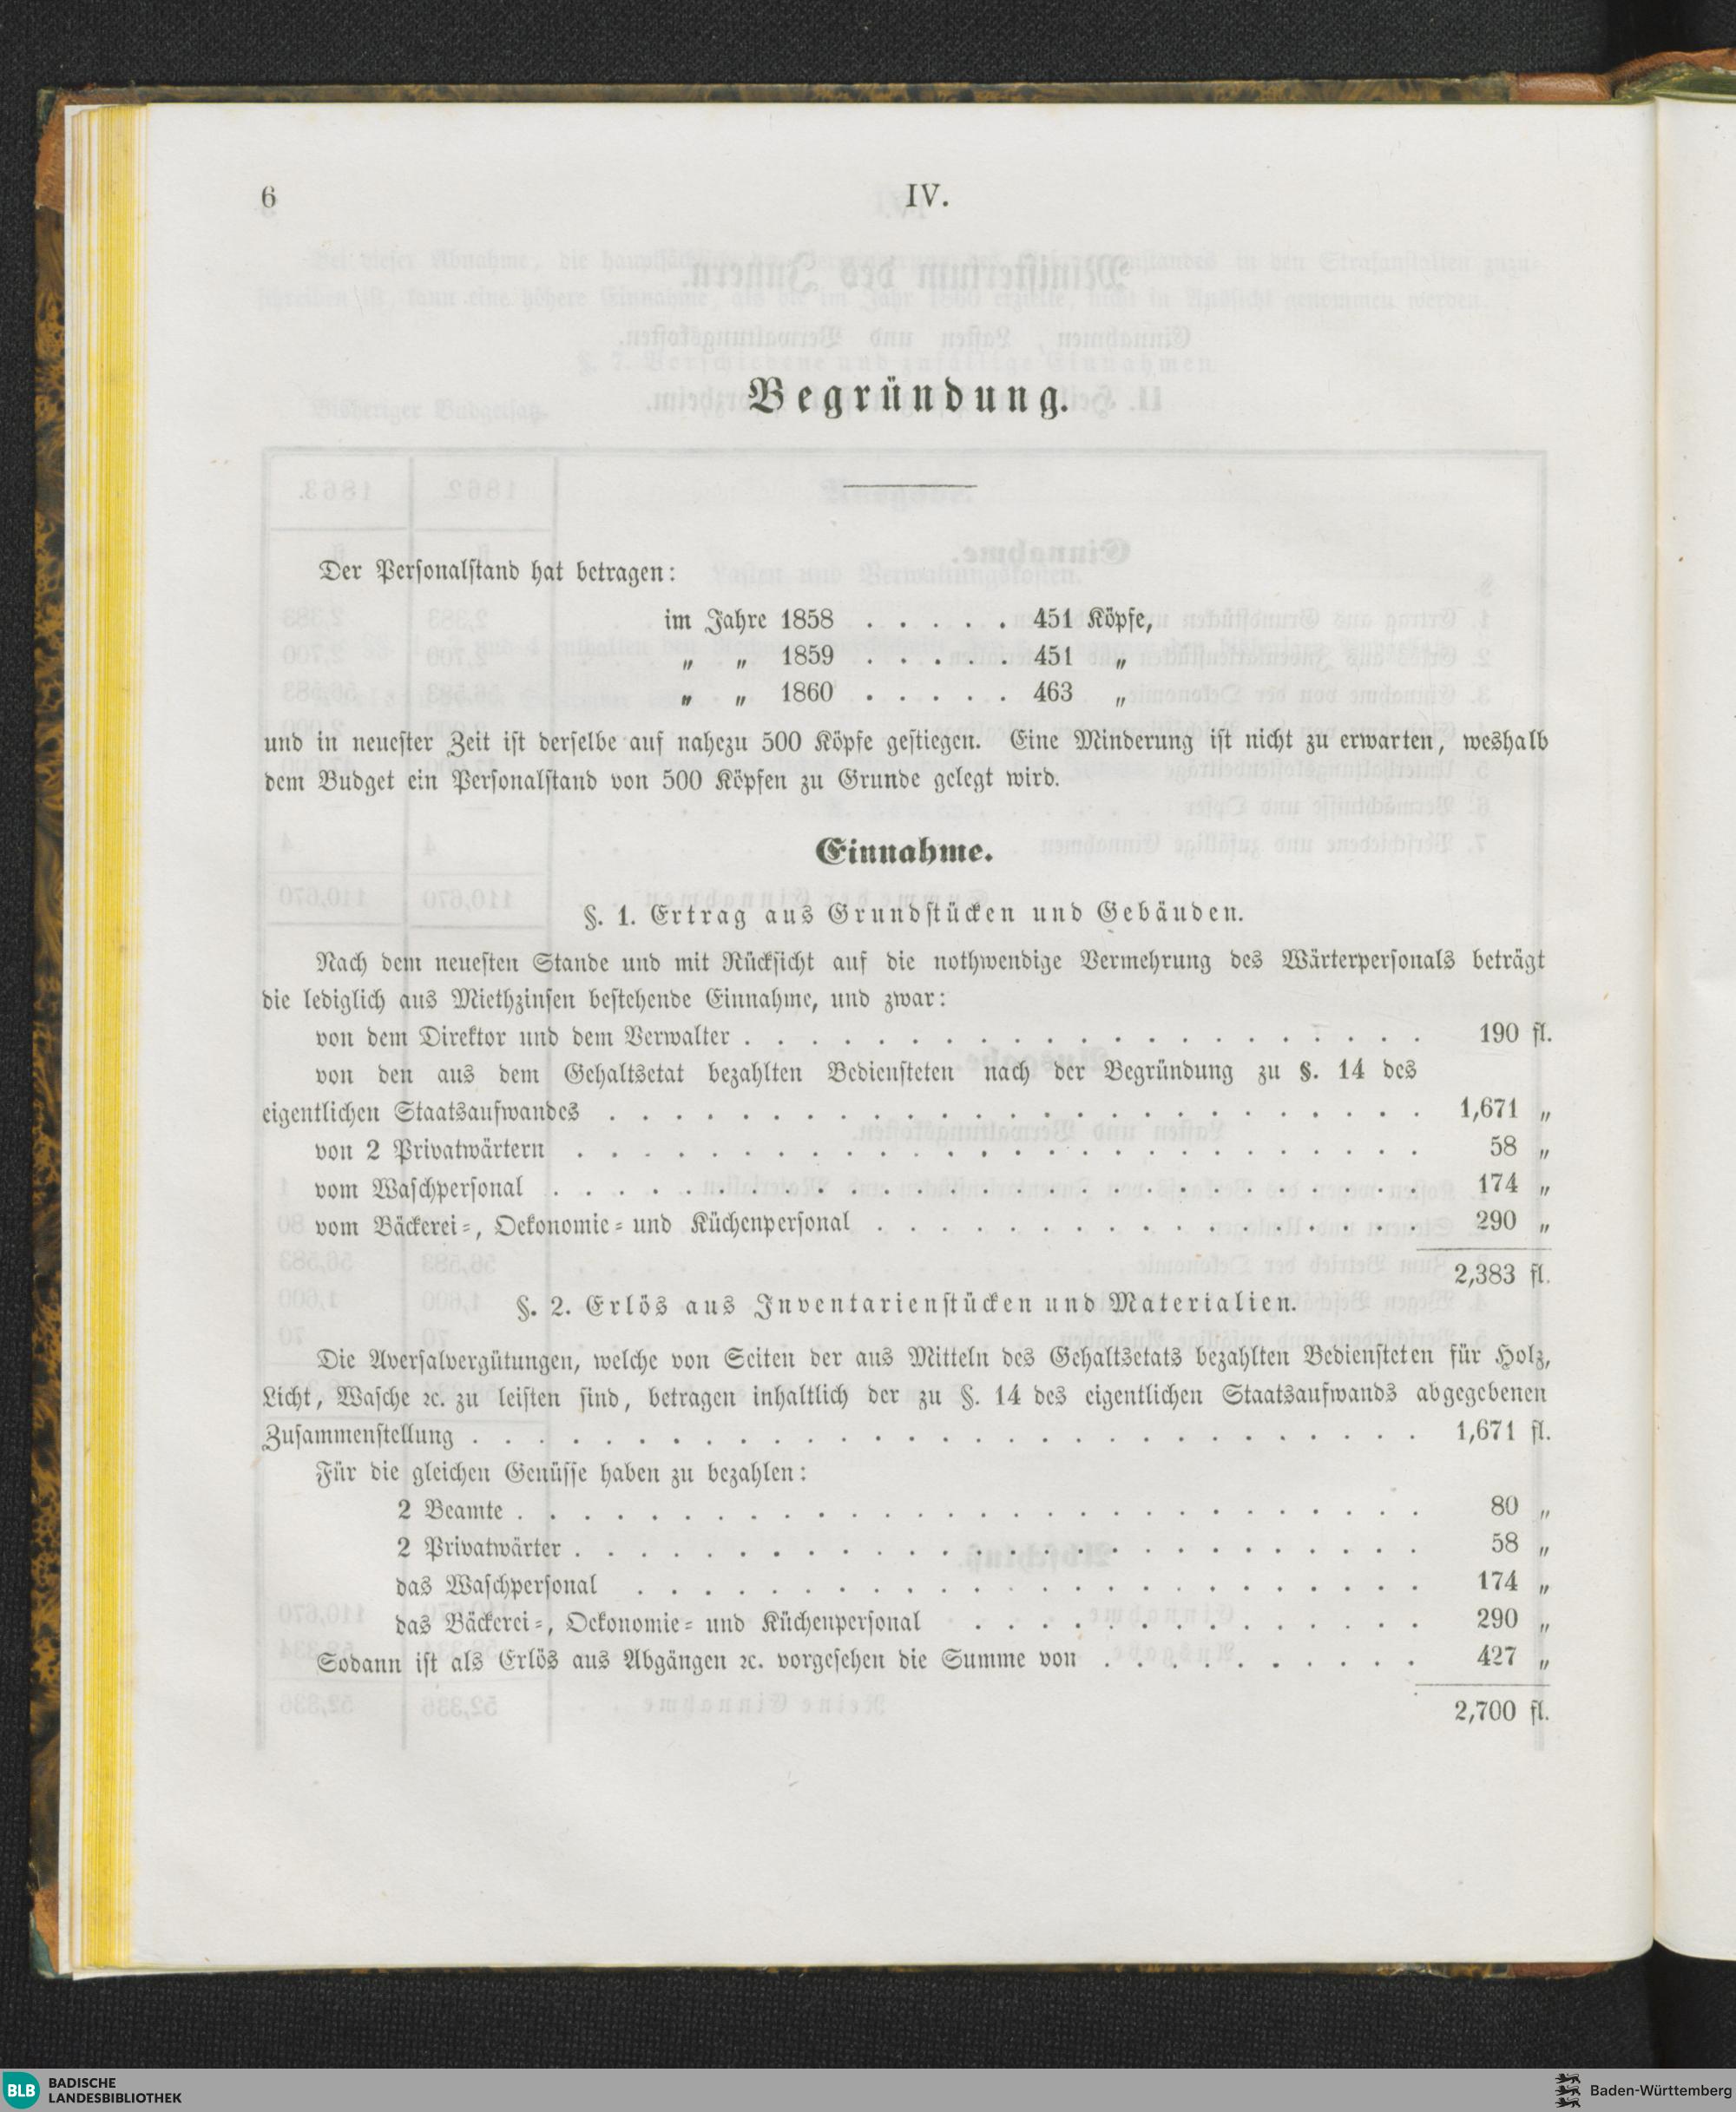 6
IV.
Begründung.
Der Personalstand hat betragen:
im Jahre 1858 . . . . . 451 Köpfe,
„ „ 1859 . . . . . 451 „
„ „ 1860 . . . . . 463 „
und in neuester Zeit ist derselbe auf nahezu 500 Köpfe gestiegen. Eine Minderung ist nicht zu erwarten, weshalb
dem Budget ein Personalstand von 500 Köpfen zu Grunde gelegt wird.
Einnahme.
§. 1. Ertrag aus Grundstücken und Gebäuden.
Nach dem neuesten Stande und mit Rücksicht auf die nothwendige Vermehrung des Wärterpersonals beträgt
die lediglich aus Miethzinsen bestehende Einnahme, und zwar:
von dem Direktor und dem Verwalter . . . . . . . . . . . . . . . . . . . . . 190 fl.
von den aus dem Gehaltsetat bezahlten Bediensteten nach der Begründung zu §. 14 des
eigentlichen Staatsaufwandes . . . . . . . . . . . . . . . . . . . . . . . . . 1,671 „
von 2 Privatwärtern . . . . . . . . . . . . . . . . . . . . . . . . . . 58 „
vom Waschpersonal . . . . . . . . . . . . . . . . . . . . . . . . . . . 174 „
vom Bäckerei-, Oekonomie- und Küchenpersonal . . . . . . . . . . . . . . . . . 290 „
2,383 fl.
§. 2. Erlös aus Inventarienstücken und Materialien.
Die Aversalvergütungen, welche von Seiten der aus Mitteln des Gehaltsetats bezahlten Bediensteten für Holz,
Licht, Wasche ꝛc. zu leisten sind, betragen inhaltlich der zu §. 14 des eigentlichen Staatsaufwands abgegebenen
Zusammenstellung . . . . . . . . . . . . . . . . . . . . . . . . . . . . . 1,671 fl.
Für die gleichen Genüsse haben zu bezahlen:
2 Beamte . . . . . . . . . . . . . . . . . . . . . . . . . . . . 80 „
2 Privatwärter . . . . . . . . . . . . . . . . . . . . . . . . . . 58 „
das Waschpersonal . . . . . . . . . . . . . . . . . . . . . . . . 174 „
das Bäckerei-, Oekonomie- und Küchenpersonal . . . . . . . . . . . . . . 290 „
Sodann ist als Erlös aus Abgängen ꝛc. vorgesehen die Summe von . . . . . . . . . . 427 „
2,700 fl.
BLB BADISCHE
LANDESBIBLIOTHEK
Baden-Württemberg